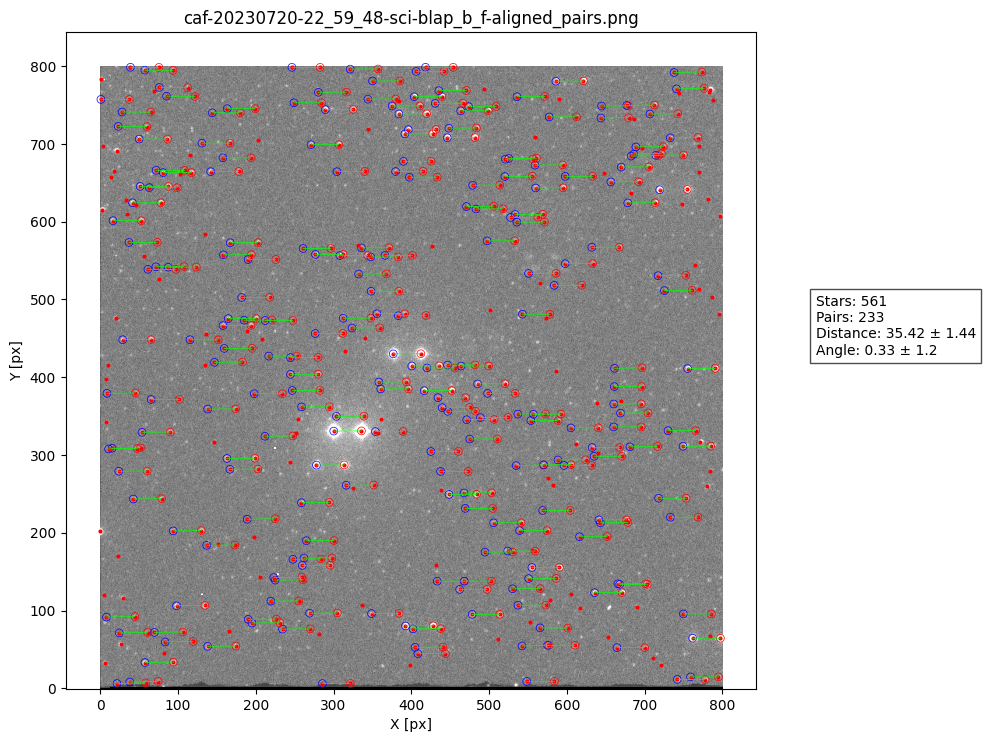 caf-20230720-22_59_48-sci-blap_b_f-aligned_pairs.png
800
700
600
500
400
300
200
100
0
Y [px]
0 100 200 300 400 500 600 700 800
X [px]
Stars: 561
Pairs: 233
Distance: 35.42 ± 1.44
Angle: 0.33 ± 1.2